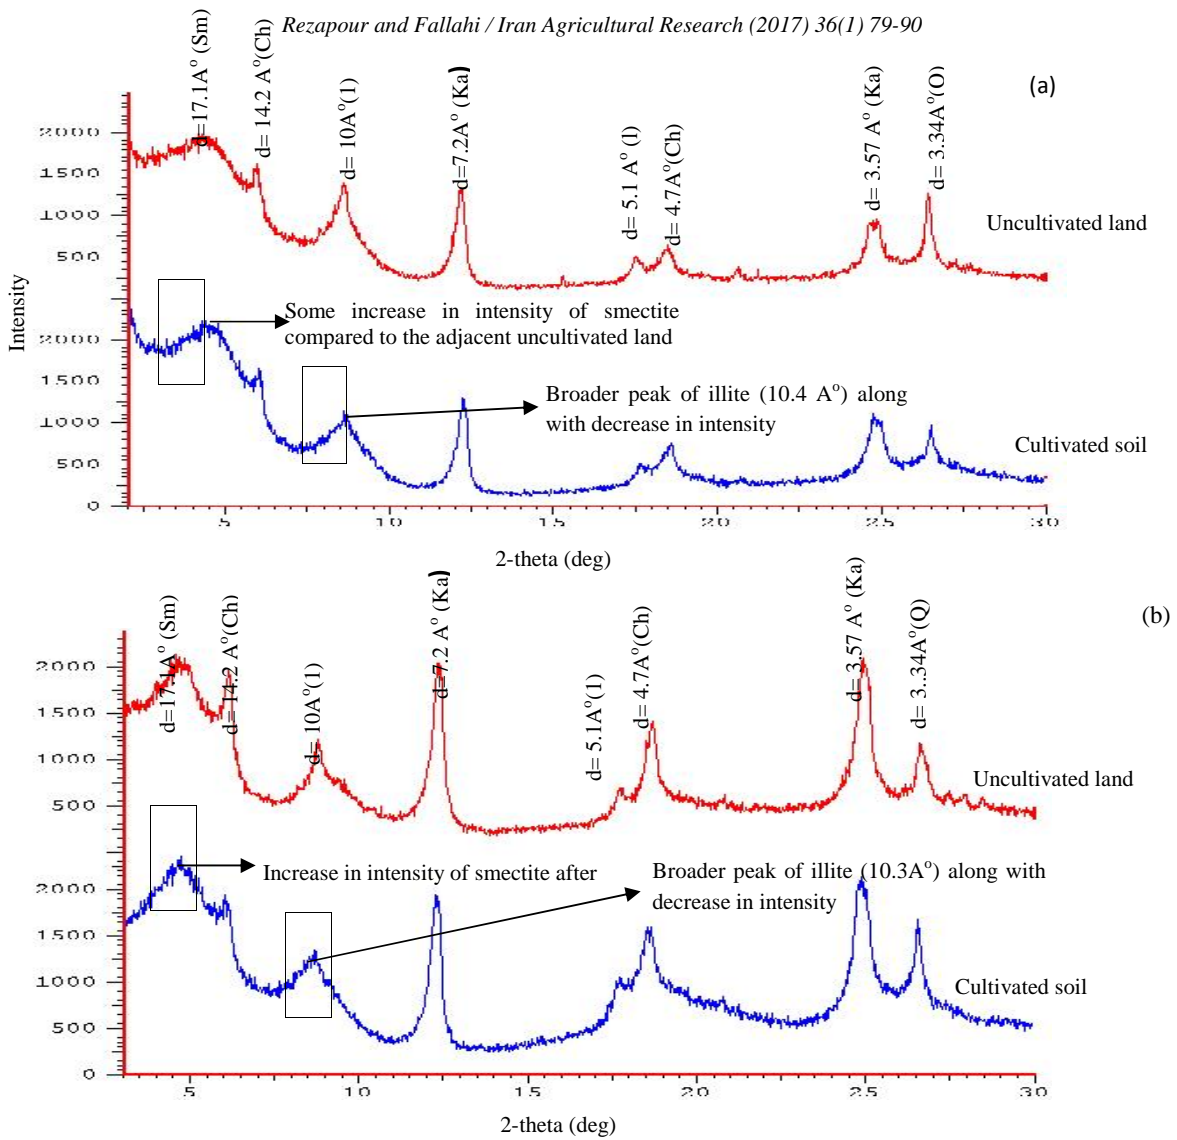 Rezapour and Fallahi / Iran Agricultural Research (2017) 36(1) 79-90
(a)
d=17.1A° (Sm)
d= 14.2 A°(Ch)
d= 10A°(1)
d=7.2A° (Ka)
d= 5.1 A° (I)
d= 4.7A°(Ch)
d= 3.57 A° (Ka)
d= 3.34A°(O)
2000
1500
1000
500
Uncultivated land
Intensity
Some increase in intensity of smectite
compared to the adjacent uncultivated land
2000
1500
1000
500
0
Broader peak of illite (10.4 A°) along
with decrease in intensity
Cultivated soil
5 10 15 20 25 30
2-theta (deg)
(b)
d=17.1A° (Sm)
d= 14.2 A°(Ch)
d= 10A°(1)
d=7.2 A° (Ka)
d= 5.1A°(1)
d= 4.7A°(Ch)
d= 3.57 A° (Ka)
d= 3..34A°(Q)
2000
1500
1000
500
Uncultivated land
Increase in intensity of smectite after
Broader peak of illite (10.3A°) along with
decrease in intensity
2000
1500
1000
500
0
Cultivated soil
5 10 15 20 25 30
2-theta (deg)